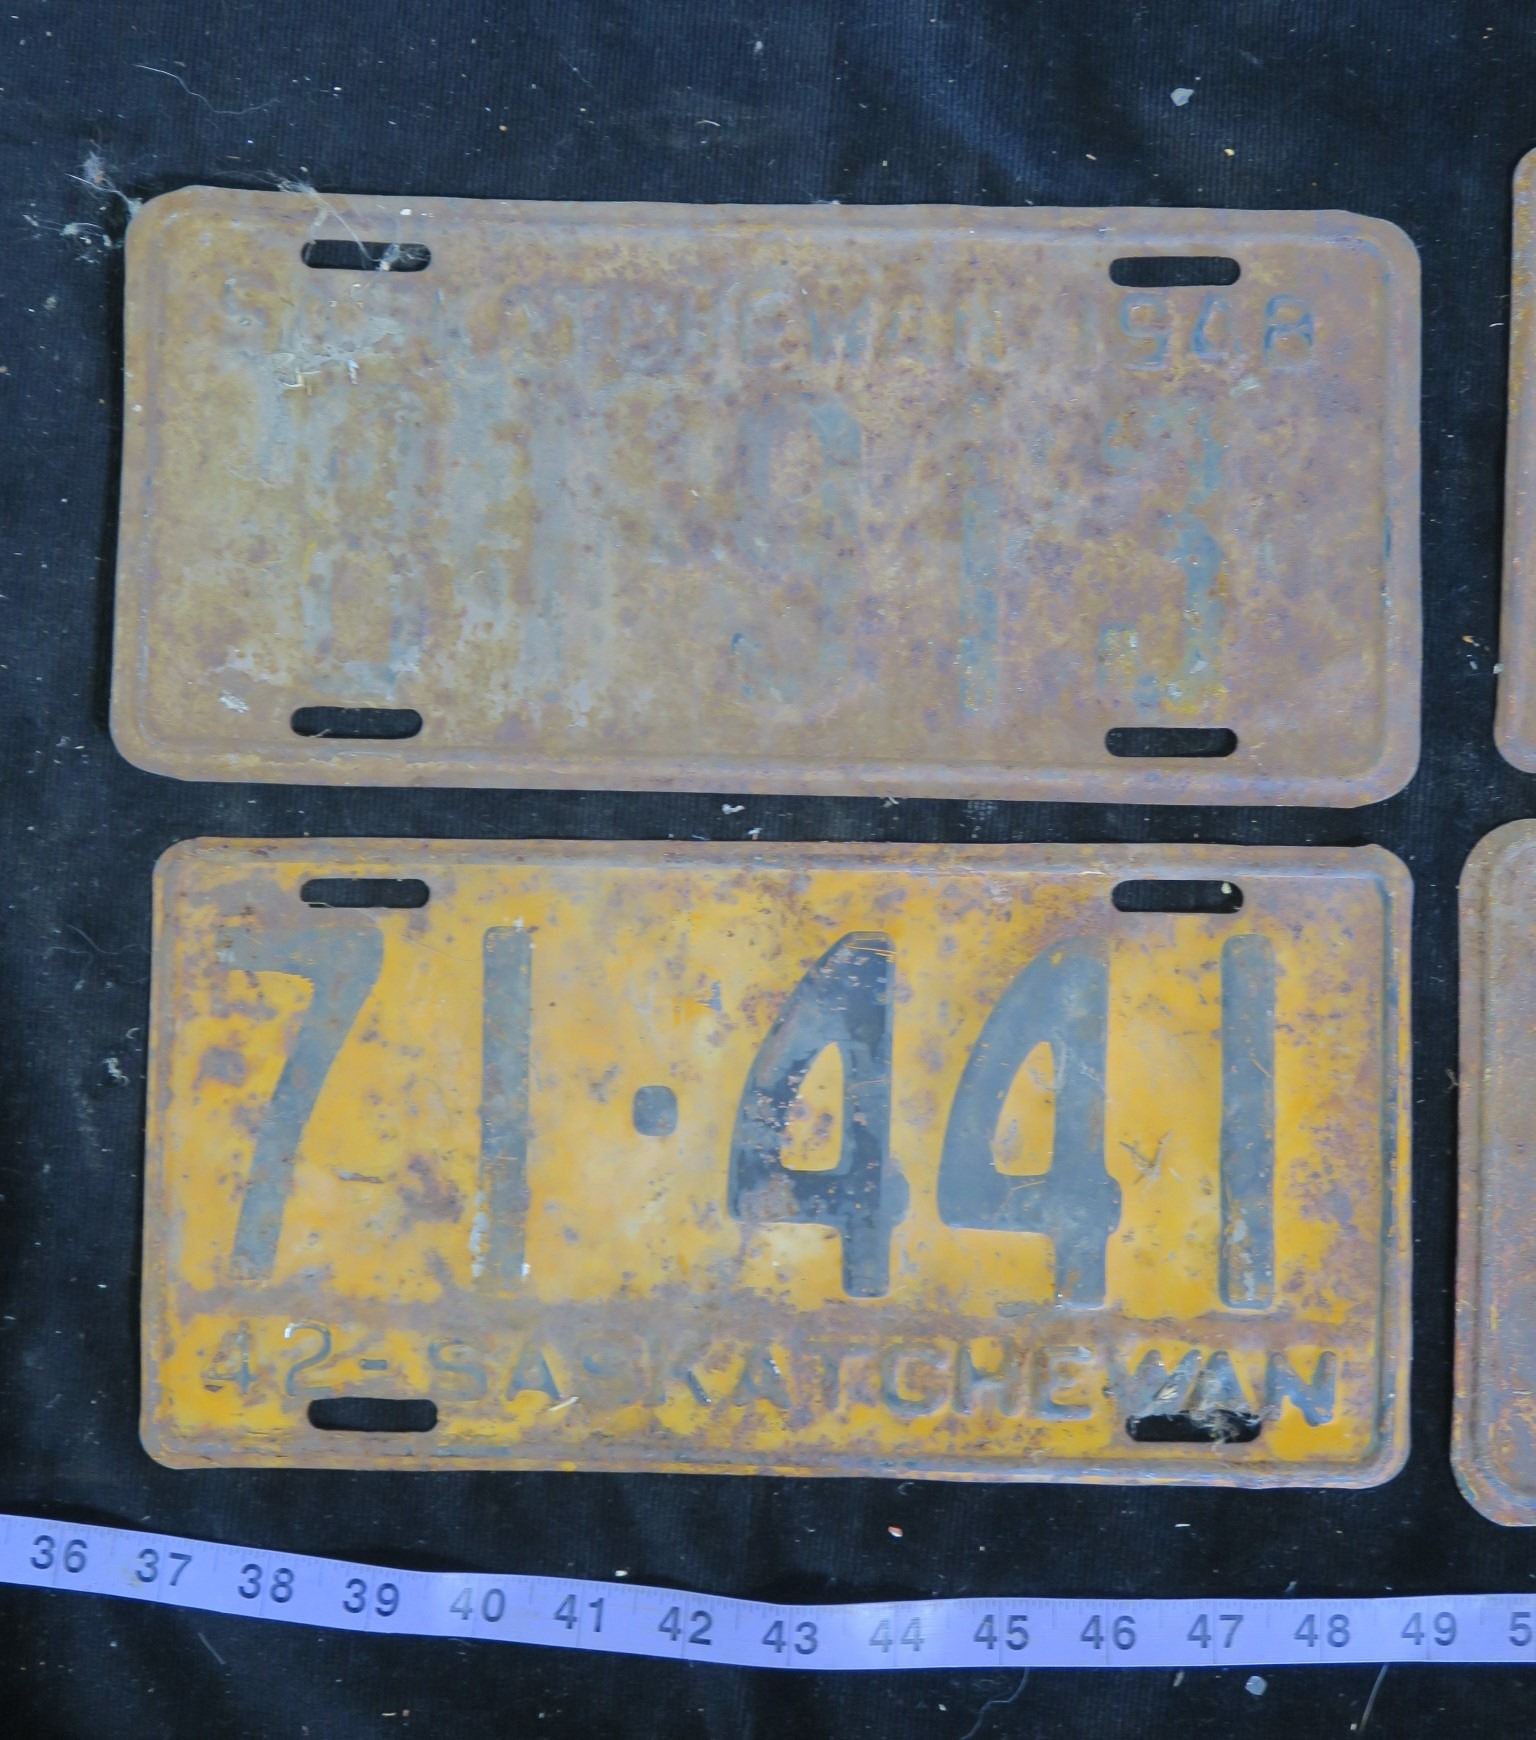 SASKATCHEWAN 1948
71·441
42-SASKATCHEWAN
36 37 38 39 40 41 42 43 44 45 46 47 48 49